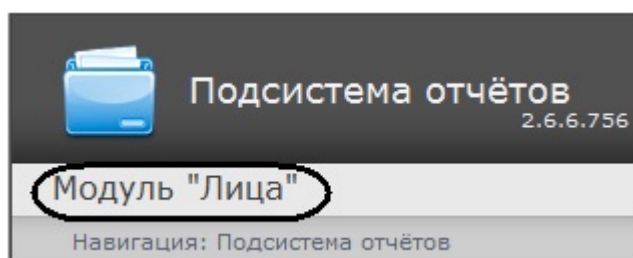 Подсистема отчётов
2.6.6.756
Модуль "Лица"
Навигация: Подсистема отчётов